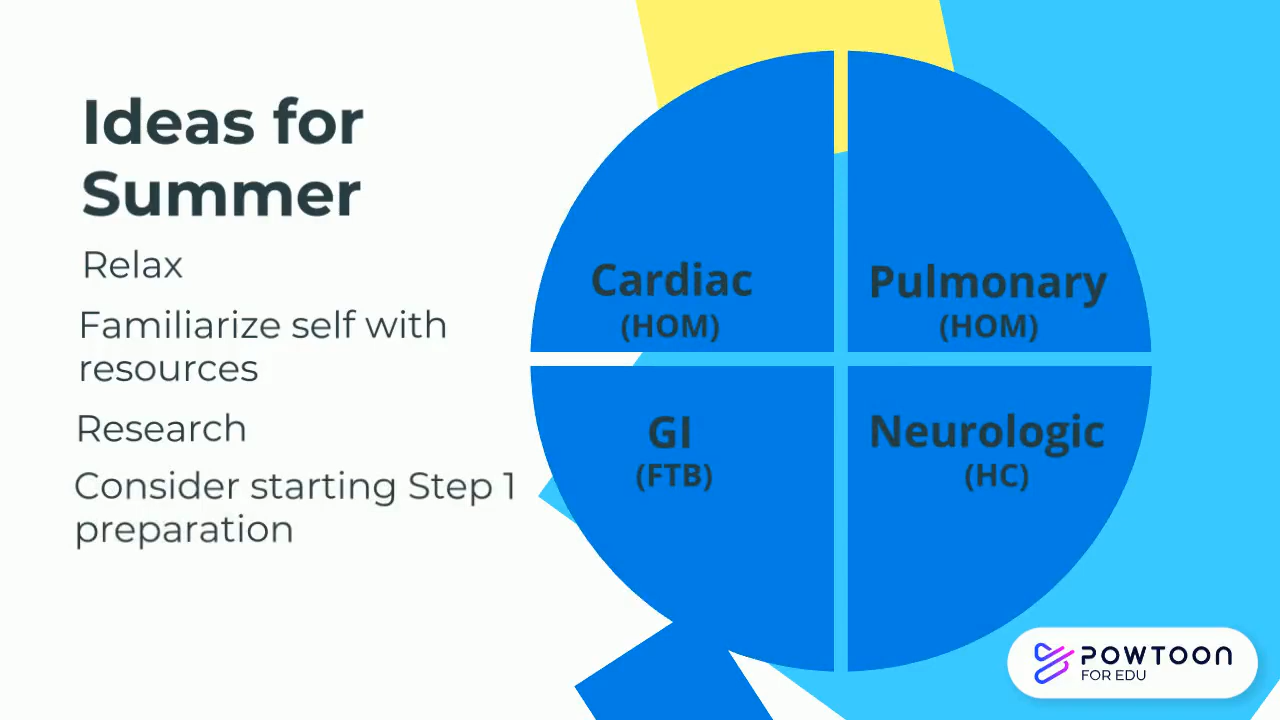 Ideas for
Summer
Relax
Familiarize self with
resources
Research
Consider starting Step 1
preparation
Cardiac
(HOM)
Pulmonary
(HOM)
GI
(FTB)
Neurologic
(HC)
POWTOON
FOR EDU